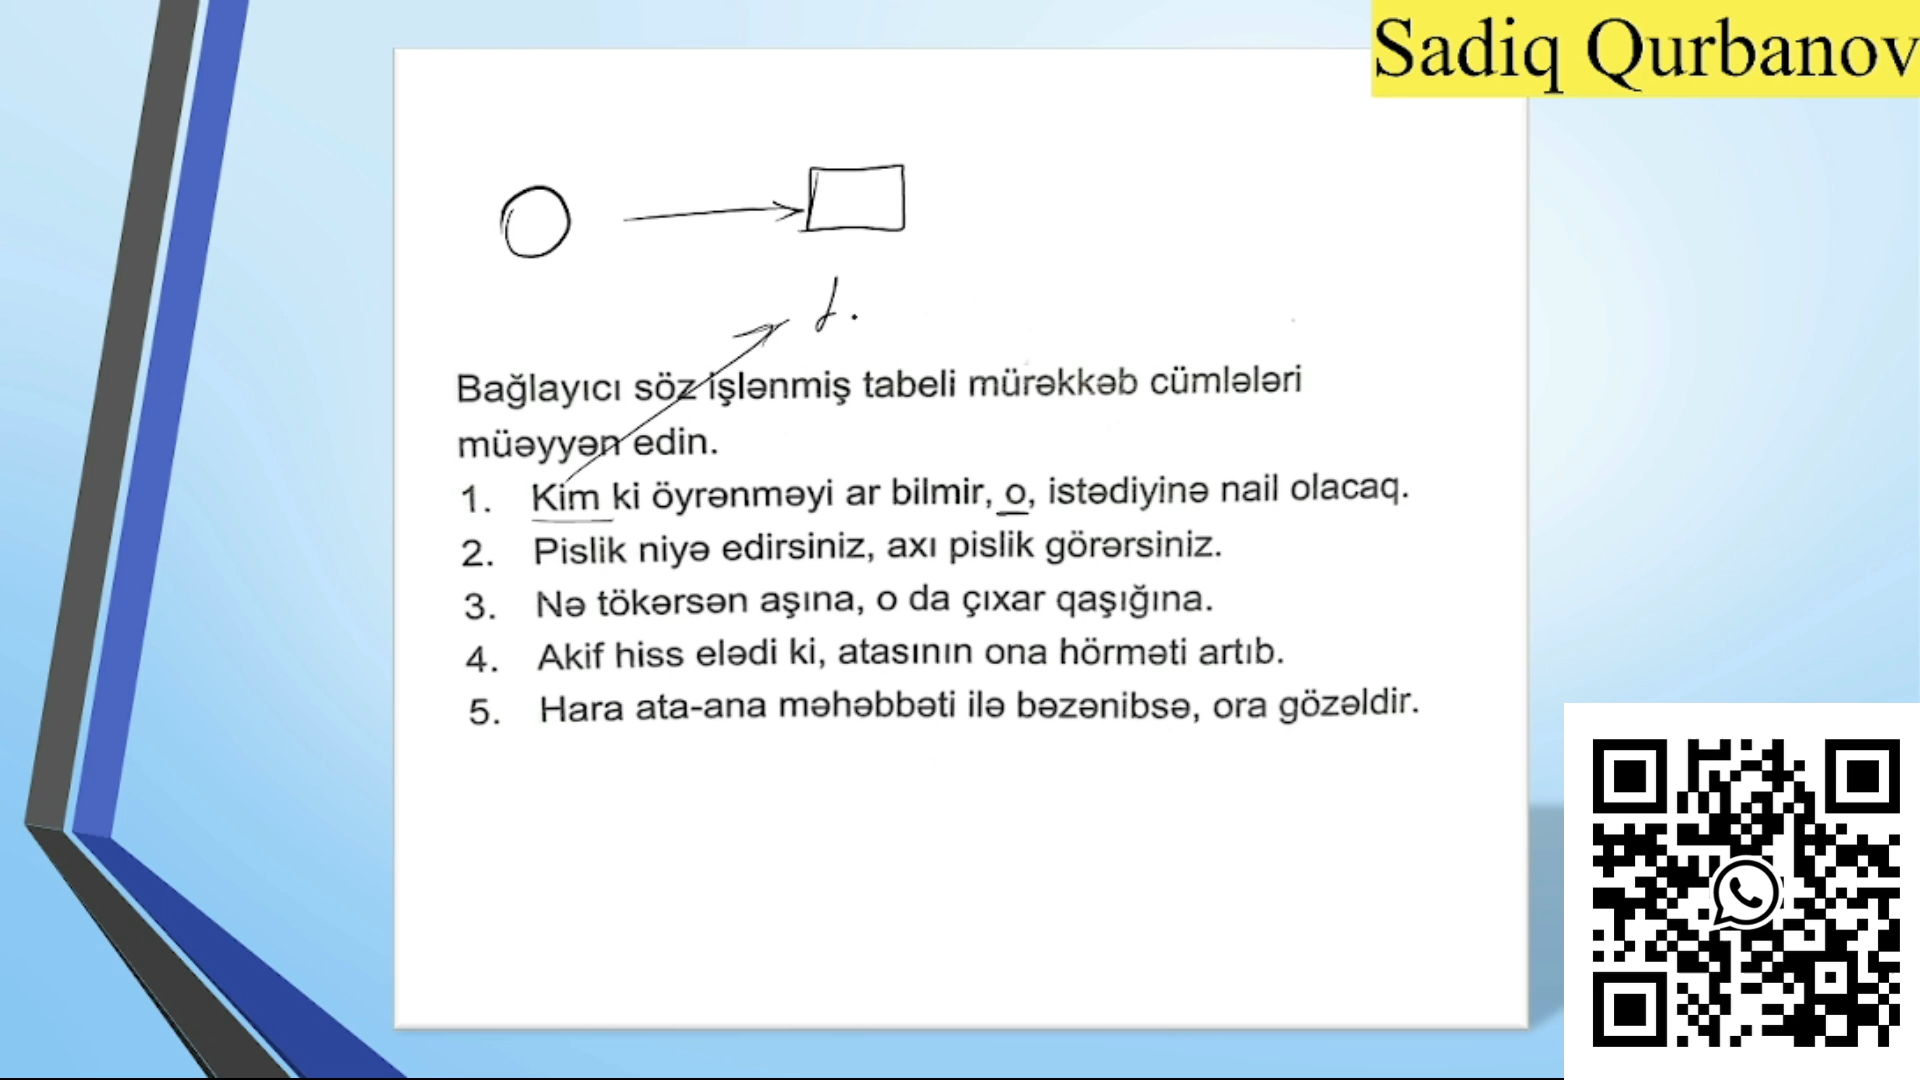 Sadiq Qurbanov
Bağlayıcı söz işlənmiş tabeli mürəkkəb cümlələri
müəyyən edin.
1. Kim ki öyrənməyi ar bilmir, o, istədiyinə nail olacaq.
2. Pislik niyə edirsiniz, axı pislik görərsiniz.
3. Nə tökərsən aşına, o da çıxar qaşığına.
4. Akif hiss elədi ki, atasının ona hörməti artıb.
5. Hara ata-ana məhəbbəti ilə bəzənibsə, ora gözəldir.